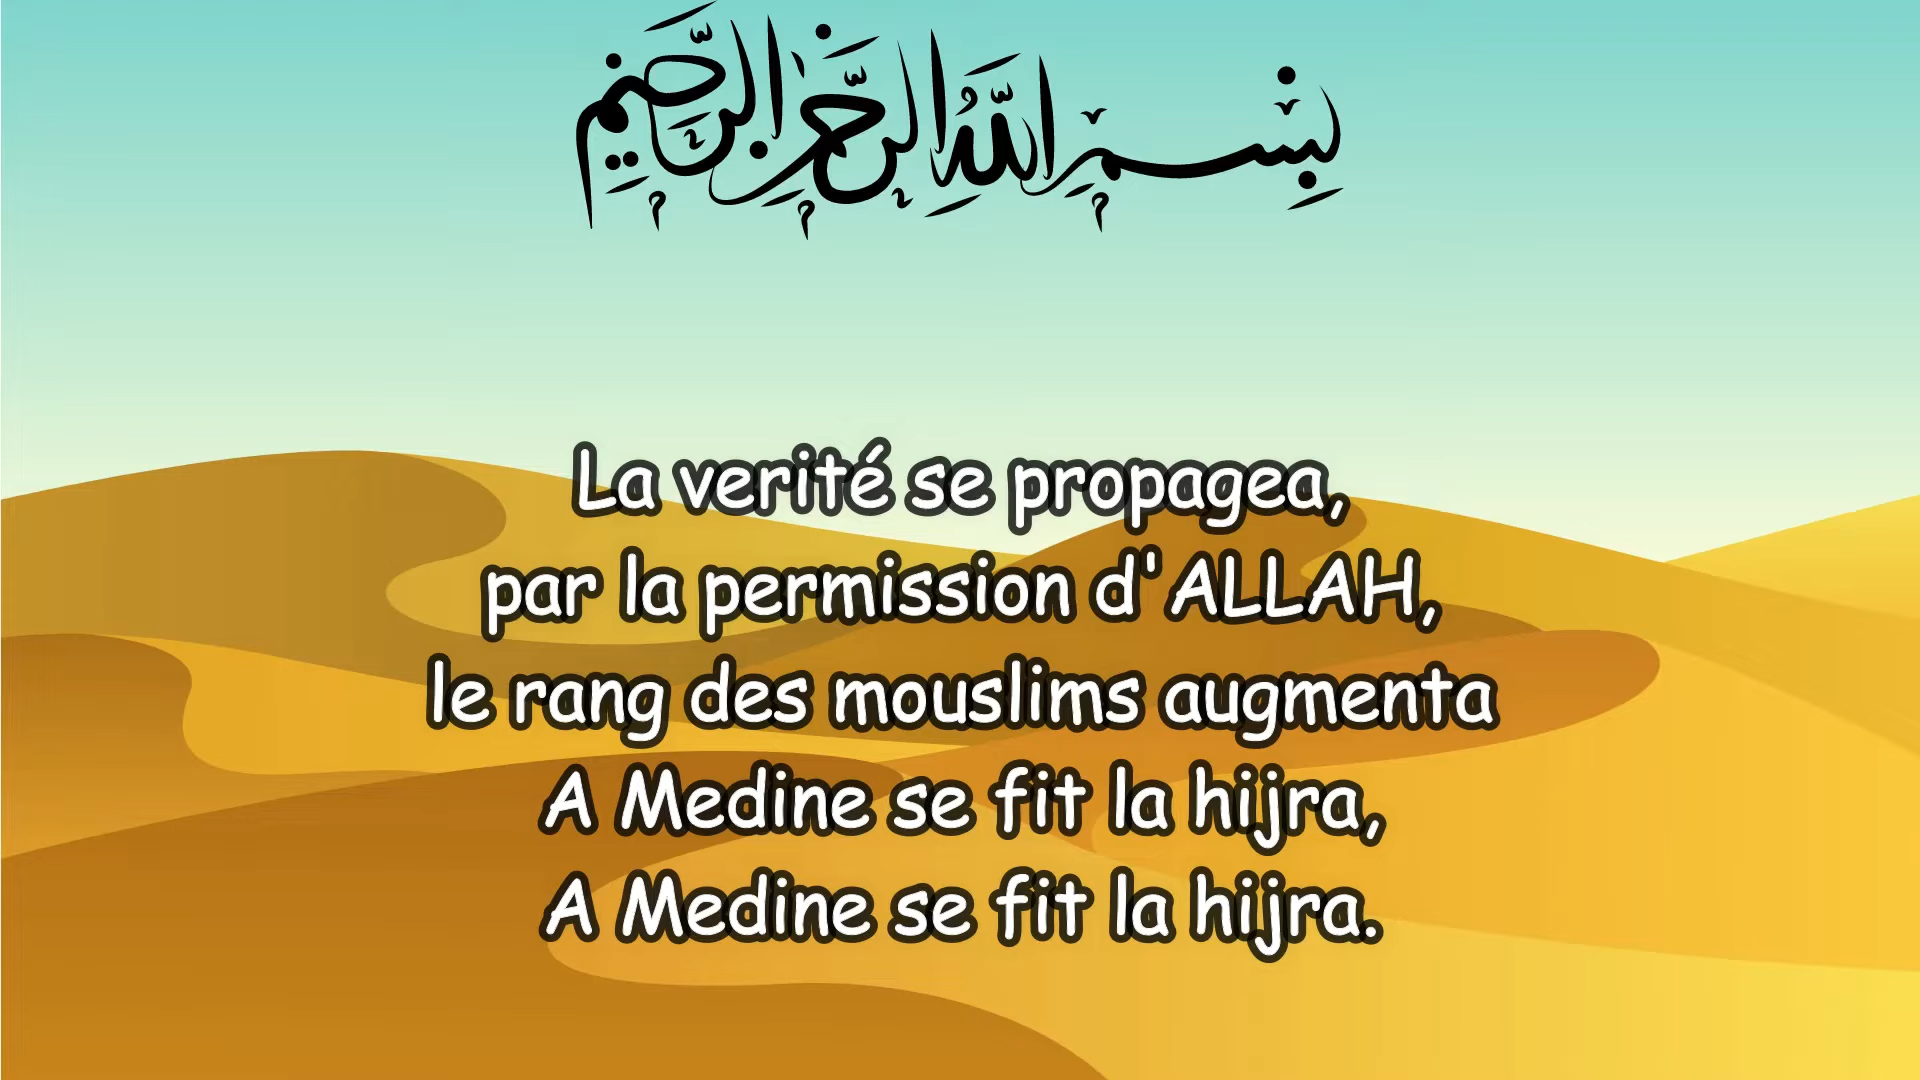 بِسْمِ اللَّهِ الرَّحْمَٰنِ الرَّحِيمِ
La verité se propagea,
par la permission d'ALLAH,
le rang des mouslims augmenta
A Medine se fit la hijra,
A Medine se fit la hijra.